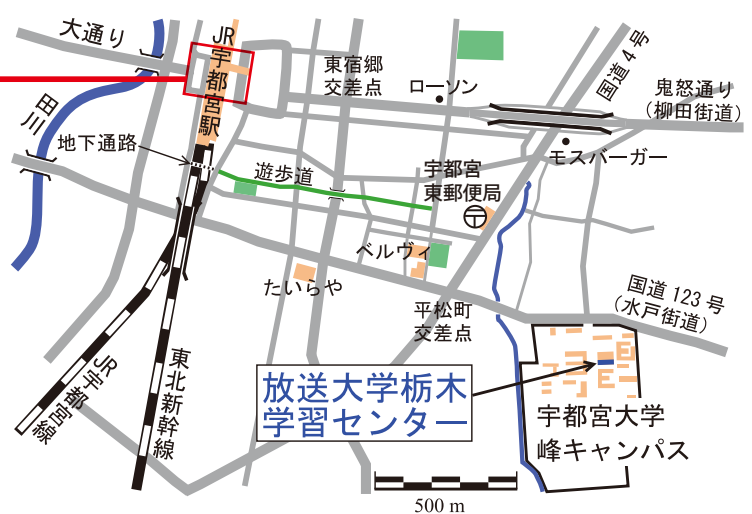 大通り
JR宇都宮駅
東宿郷
交差点
ローソン
国道4号
鬼怒通り
(柳田街道)
田川
地下通路
遊歩道
宇都宮
東郵便局
モスバーガー
ベルヴィ
たいらや
平松町
交差点
国道123号
(水戸街道)
JR宇都宮線
東北新幹線
放送大学栃木
学習センター
宇都宮大学
峰キャンパス
500 m